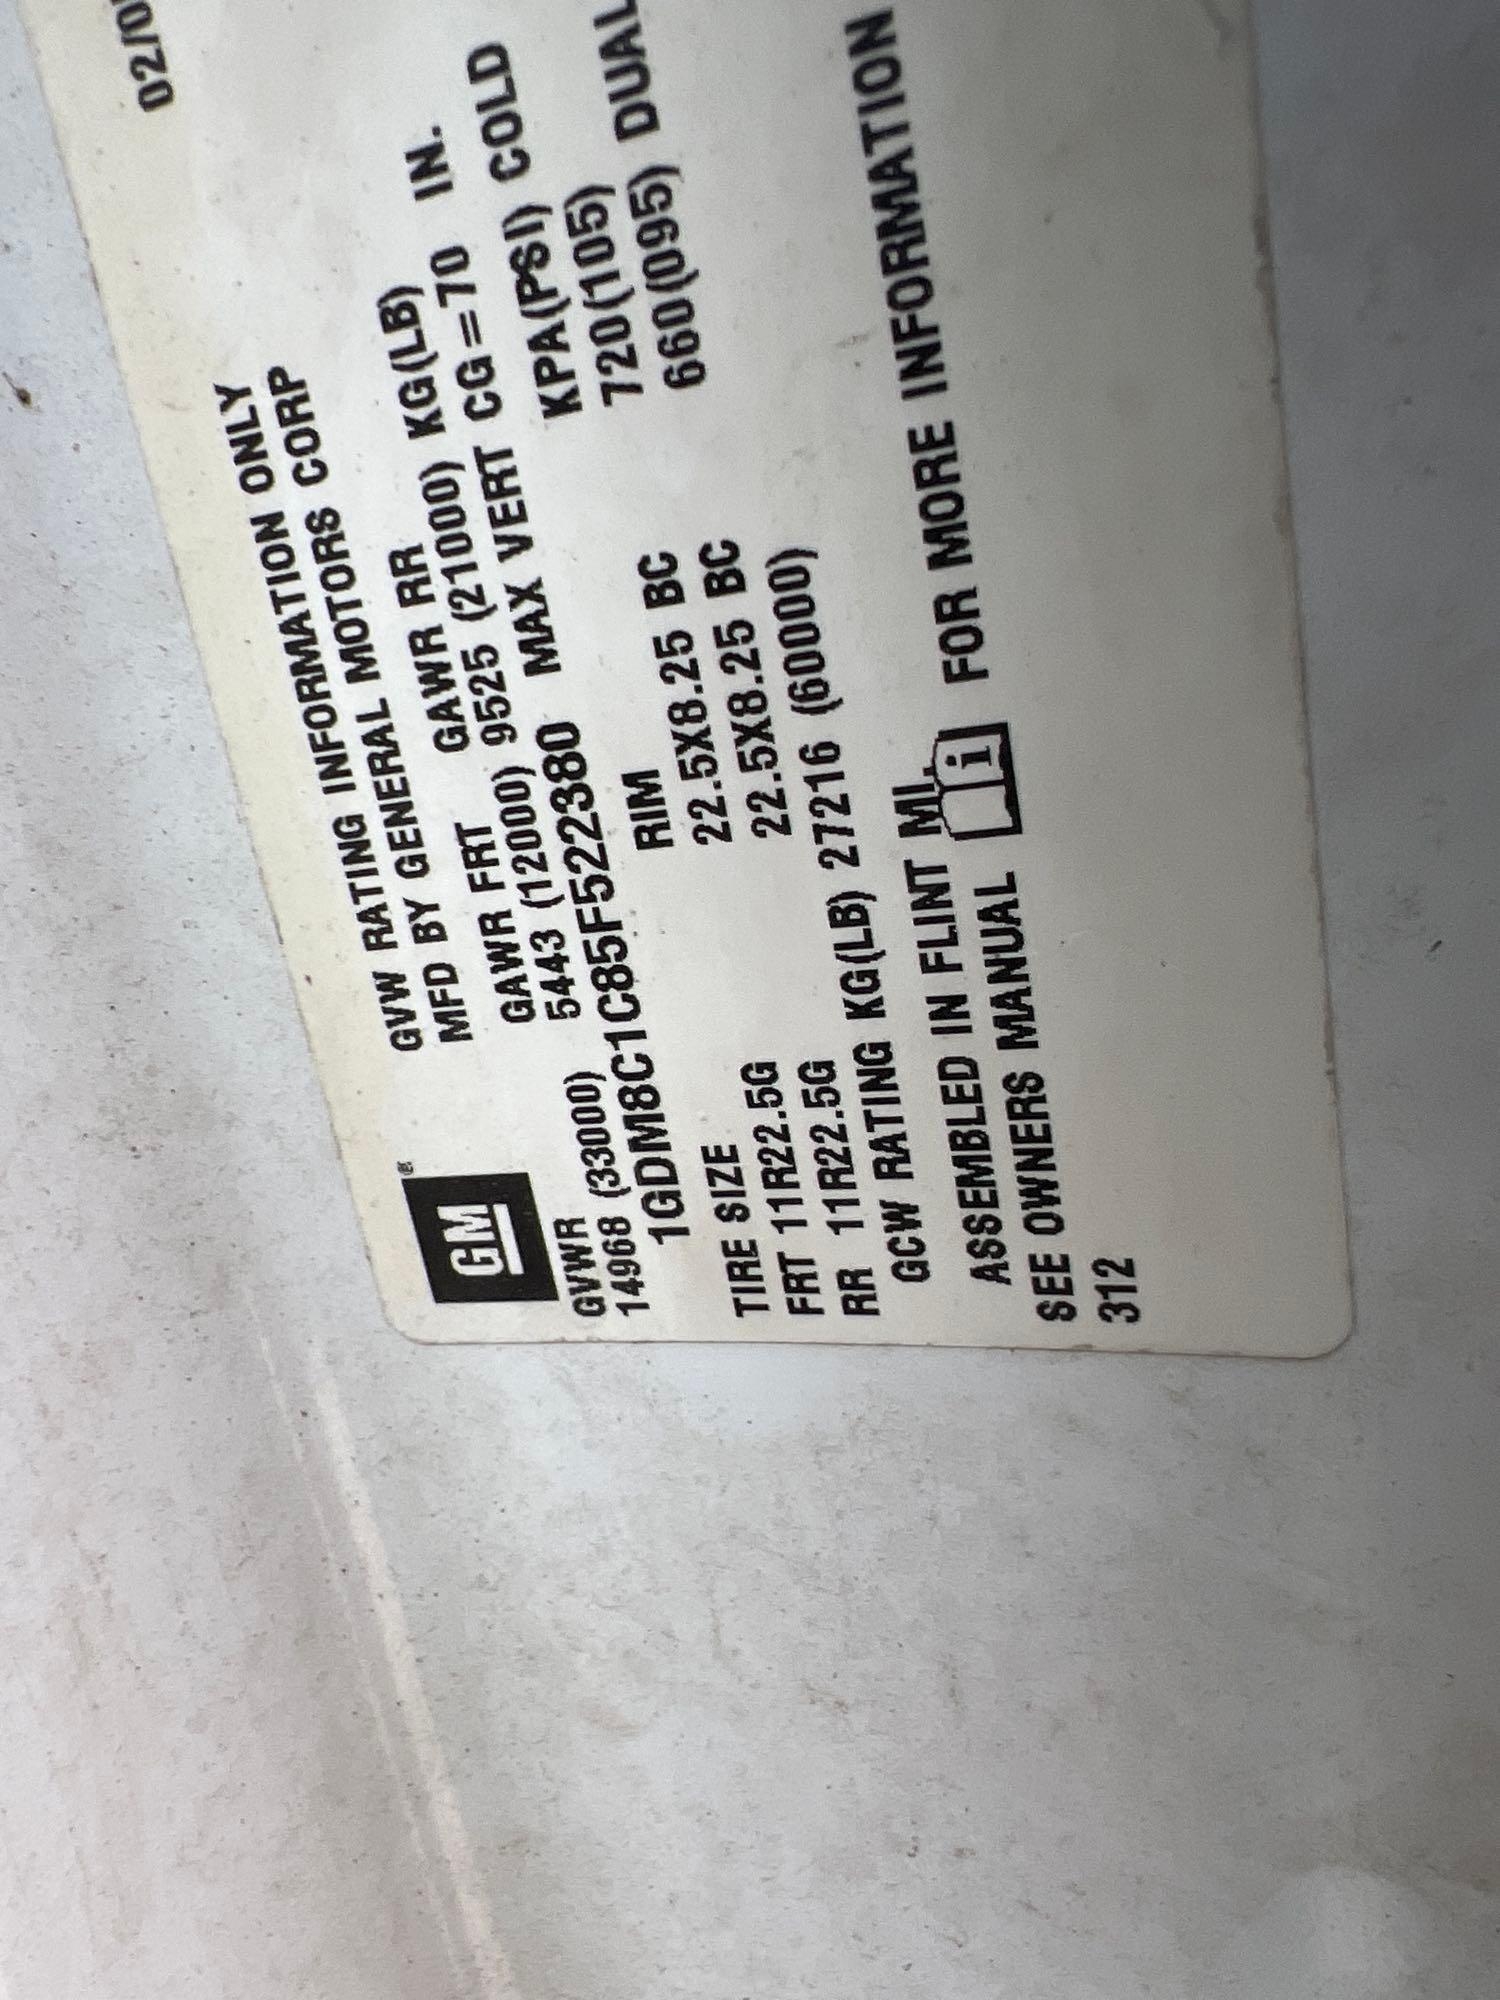 02/0
GVW RATING INFORMATION ONLY
MFD BY GENERAL MOTORS CORP
GM
GVWR GAWR FRT GAWR RR KG(LB)
14968 (33000) 5443 (12000) 9525 (21000) CG=70 IN.
1GDM8C1C85F522380 MAX VERT
TIRE SIZE RIM KPA(PSI) COLD
FRT 11R22.5G 22.5X8.25 BC 720(105)
RR 11R22.5G 22.5X8.25 BC 660(095) DUAL
GCW RATING KG(LB) 27216 (60000)
ASSEMBLED IN FLINT MI.
SEE OWNERS MANUAL i FOR MORE INFORMATION
312